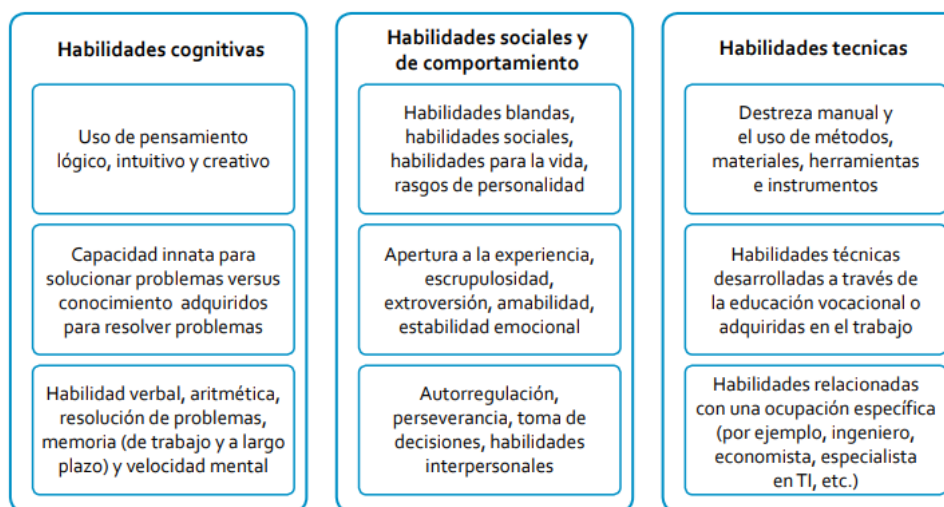 Habilidades cognitivas
Uso de pensamiento
lógico, intuitivo y creativo
Capacidad innata para
solucionar problemas versus
conocimiento adquiridos
para resolver problemas
Habilidad verbal, aritmética,
resolución de problemas,
memoria (de trabajo y a largo
plazo) y velocidad mental
Habilidades sociales y
de comportamiento
Habilidades blandas,
habilidades sociales,
habilidades para la vida,
rasgos de personalidad
Apertura a la experiencia,
escrupulosidad,
extroversión, amabilidad,
estabilidad emocional
Autorregulación,
perseverancia, toma de
decisiones, habilidades
interpersonales
Habilidades tecnicas
Destreza manual y
el uso de métodos,
materiales, herramientas
e instrumentos
Habilidades técnicas
desarrolladas a través de
la educación vocacional o
adquiridas en el trabajo
Habilidades relacionadas
con una ocupación específica
(por ejemplo, ingeniero,
economista, especialista
en TI, etc.)